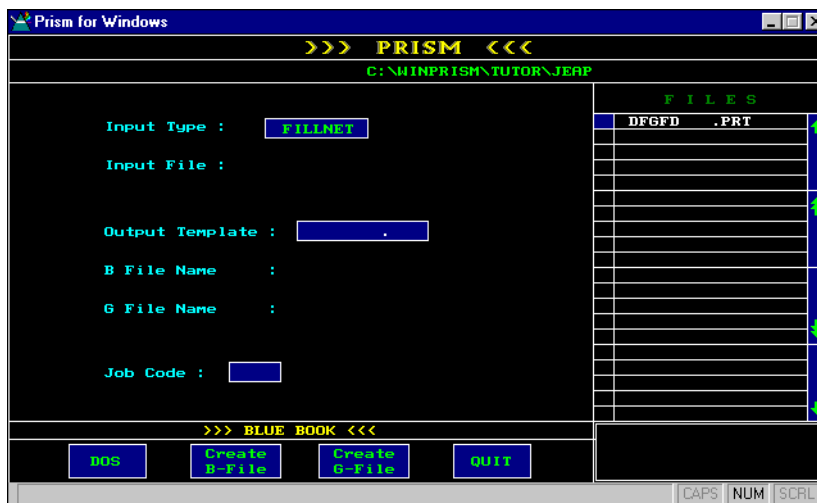 Prism for Windows
>>> PRISM <<<
C:\WINPRISM\TUTOR\JEAP
F I L E S
DFGFD .PRT
Input Type : FILLNET
Input File :
Output Template : .
B File Name :
G File Name :
Job Code :
>>> BLUE BOOK <<<
DOS
Create B-File
Create G-File
QUIT
CAPS NUM SCRL